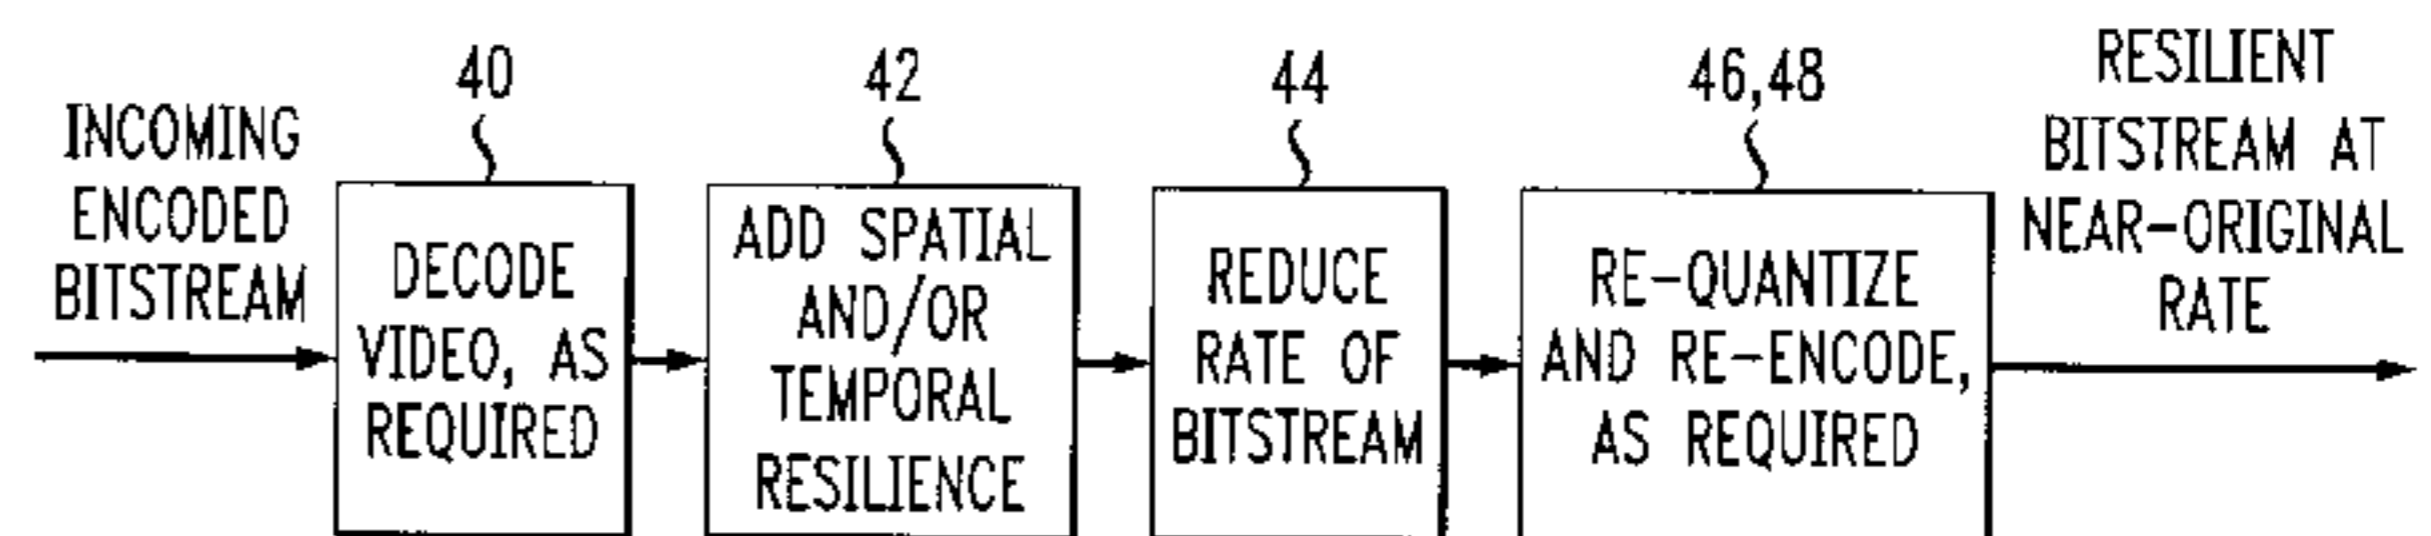 INCOMING
ENCODED
BITSTREAM
40
DECODE
VIDEO, AS
REQUIRED
42
ADD SPATIAL
AND/OR
TEMPORAL
RESILIENCE
44
REDUCE
RATE OF
BITSTREAM
46,48
RE-QUANTIZE
AND RE-ENCODE,
AS REQUIRED
RESILIENT
BITSTREAM AT
NEAR-ORIGINAL
RATE